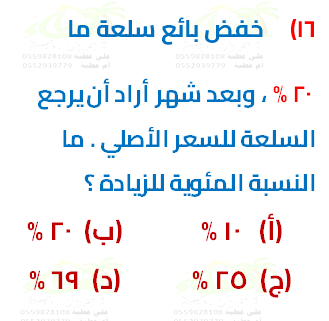 ١٦) خفض بائع سلعة ما
٢٠ % ، وبعد شهر أراد أن يرجع
السلعة للسعر الأصلي . ما
النسبة المئوية للزيادة ؟
(أ) ١٠ % (ب) ٢٠ %
(ج) ٢٥ % (د) ٦٩ %